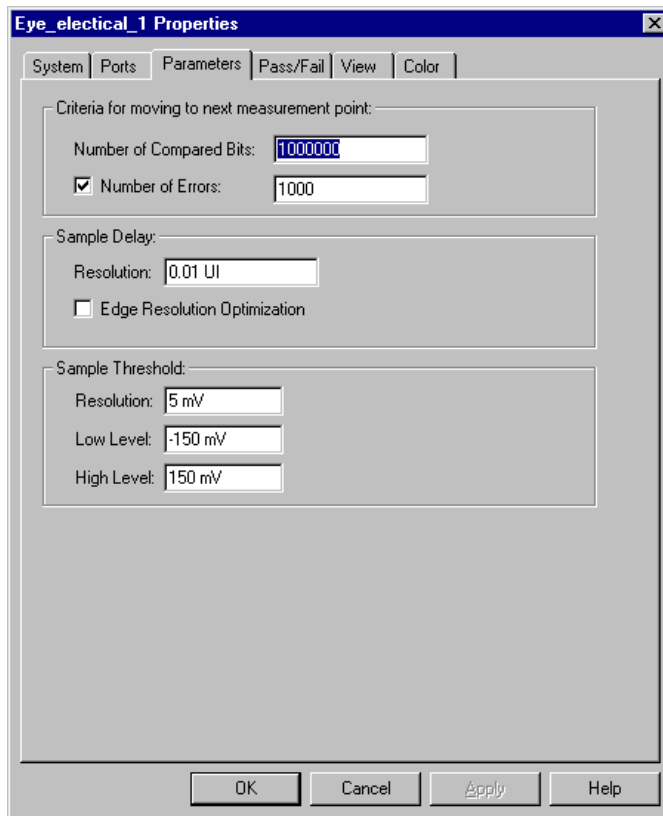 Eye_electical_1 Properties
System Ports Parameters Pass/Fail View Color
Criteria for moving to next measurement point:
Number of Compared Bits: 1000000
Number of Errors: 1000
Sample Delay:
Resolution: 0.01 UI
Edge Resolution Optimization
Sample Threshold:
Resolution: 5 mV
Low Level: -150 mV
High Level: 150 mV
OK Cancel Apply Help